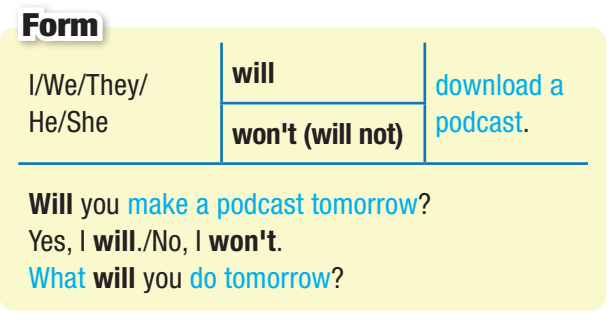 Form
I/We/They/
He/She
will
won't (will not)
download a
podcast.
Will you make a podcast tomorrow?
Yes, I will./No, I won't.
What will you do tomorrow?